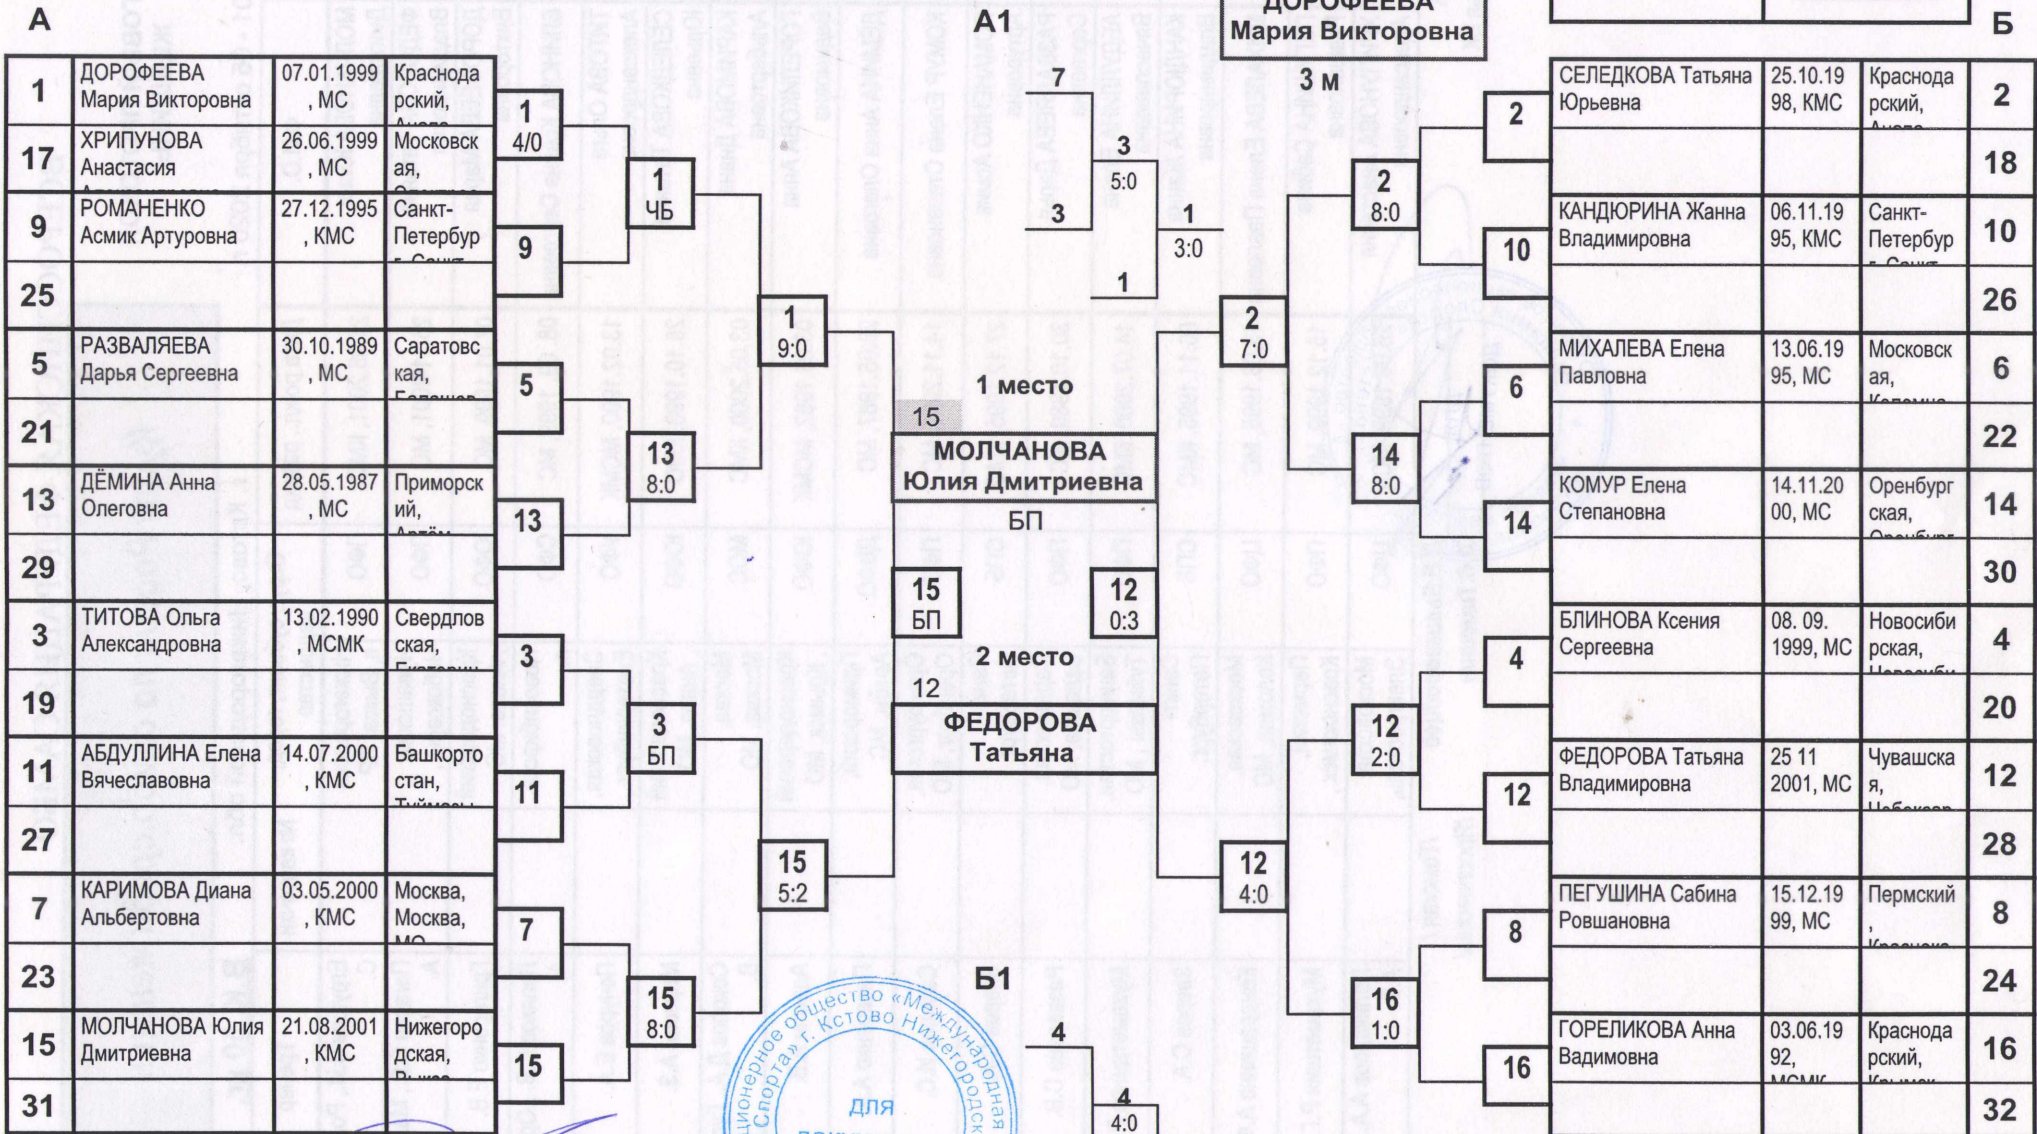 А
А1
ДОРОФЕЕВА
Мария Викторовна
3 м
Б
1
ДОРОФЕЕВА
Мария Викторовна
07.01.1999
, МС
Краснода
рский,
17
ХРИПУНОВА
Анастасия
26.06.1999
, МС
Московск
ая,
9
РОМАНЕНКО
Асмик Артуровна
27.12.1995
, КМС
Санкт-
Петербур
25
5
РАЗВАЛЯЕВА
Дарья Сергеевна
30.10.1989
, МС
Саратовс
кая,
21
13
ДЁМИНА Анна
Олеговна
28.05.1987
, МС
Приморск
ий,
29
3
ТИТОВА Ольга
Александровна
13.02.1990
, МСМК
Свердлов
ская,
19
11
АБДУЛЛИНА Елена
Вячеславовна
14.07.2000
, КМС
Башкорто
стан,
27
7
КАРИМОВА Диана
Альбертовна
03.05.2000
, КМС
Москва,
Москва,
23
15
МОЛЧАНОВА Юлия
Дмитриевна
21.08.2001
, КМС
Нижегоро
дская,
31
1
4/0
9
5
13
3
11
7
15
1
ЧБ
13
8:0
3
БП
15
8:0
1
9:0
15
5:2
7
3
3
5:0
1
1
3:0
1 место
15
МОЛЧАНОВА
Юлия Дмитриевна
БП
15
БП
12
0:3
2 место
12
ФЕДОРОВА
Татьяна
Б1
4
4
4:0
2
7:0
12
4:0
2
8:0
14
8:0
12
2:0
16
1:0
2
10
6
14
4
12
8
16
СЕЛЕДКОВА Татьяна
Юрьевна
25.10.19
98, КМС
Краснода
рский,
2
18
КАНДЮРИНА Жанна
Владимировна
06.11.19
95, КМС
Санкт-
Петербур
10
26
МИХАЛЕВА Елена
Павловна
13.06.19
95, МС
Московск
ая,
6
22
КОМУР Елена
Степановна
14.11.20
00, МС
Оренбург
ская,
14
30
БЛИНОВА Ксения
Сергеевна
08. 09.
1999, МС
Новосиби
рская,
4
20
ФЕДОРОВА Татьяна
Владимировна
25 11
2001, МС
Чувашска
я,
12
28
ПЕГУШИНА Сабина
Ровшановна
15.12.19
99, МС
Пермский
,
8
24
ГОРЕЛИКОВА Анна
Вадимовна
03.06.19
92,
МСМК
Краснода
рский,
16
32
общество «Международная
Спорта» г. Кстово Нижегородск
ДЛЯ